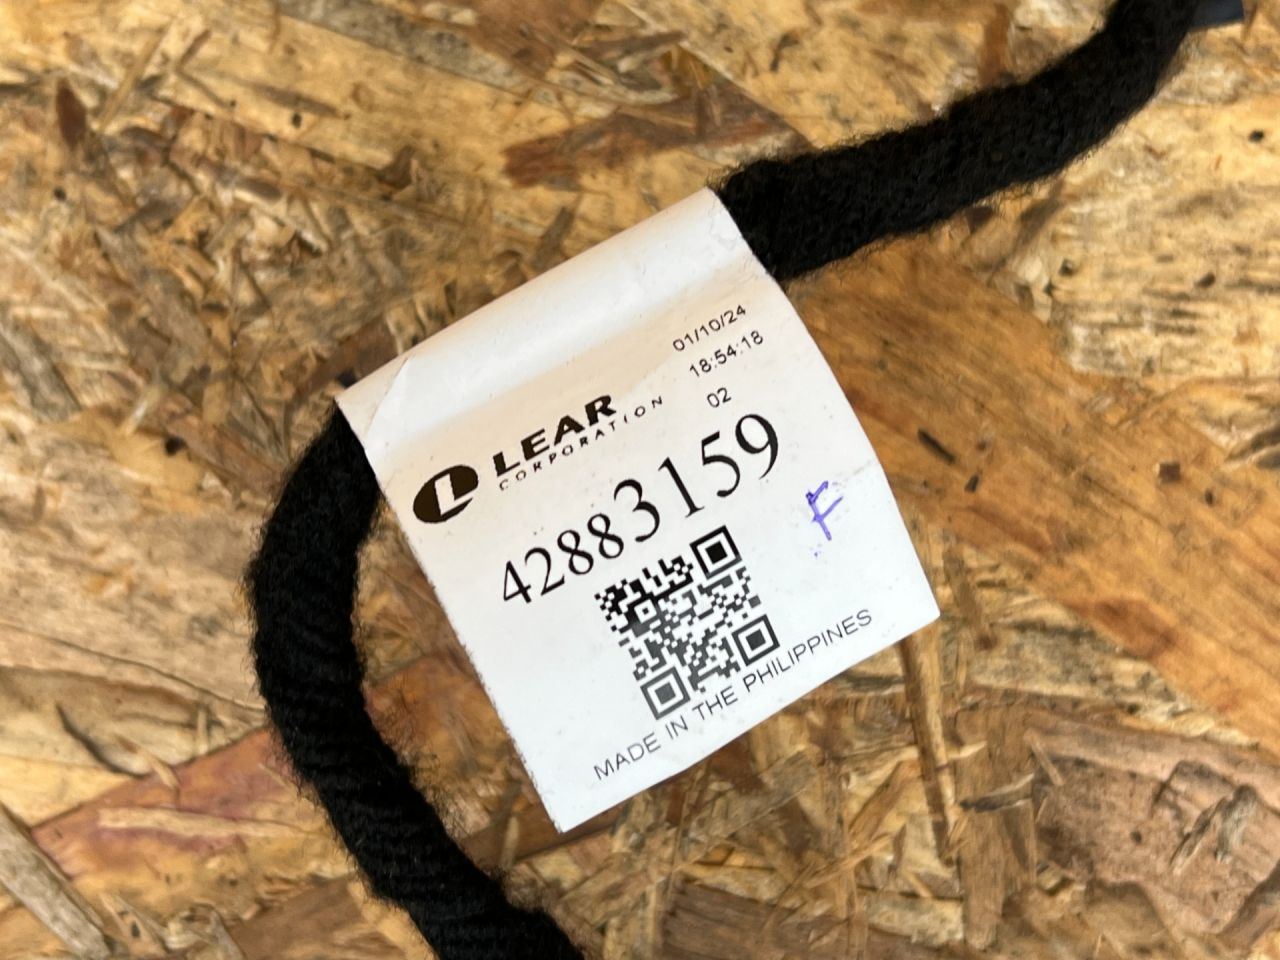 01/10/24
18:54:18
02
LEAR
CORPORATION
42883159
F
MADE IN THE PHILIPPINES